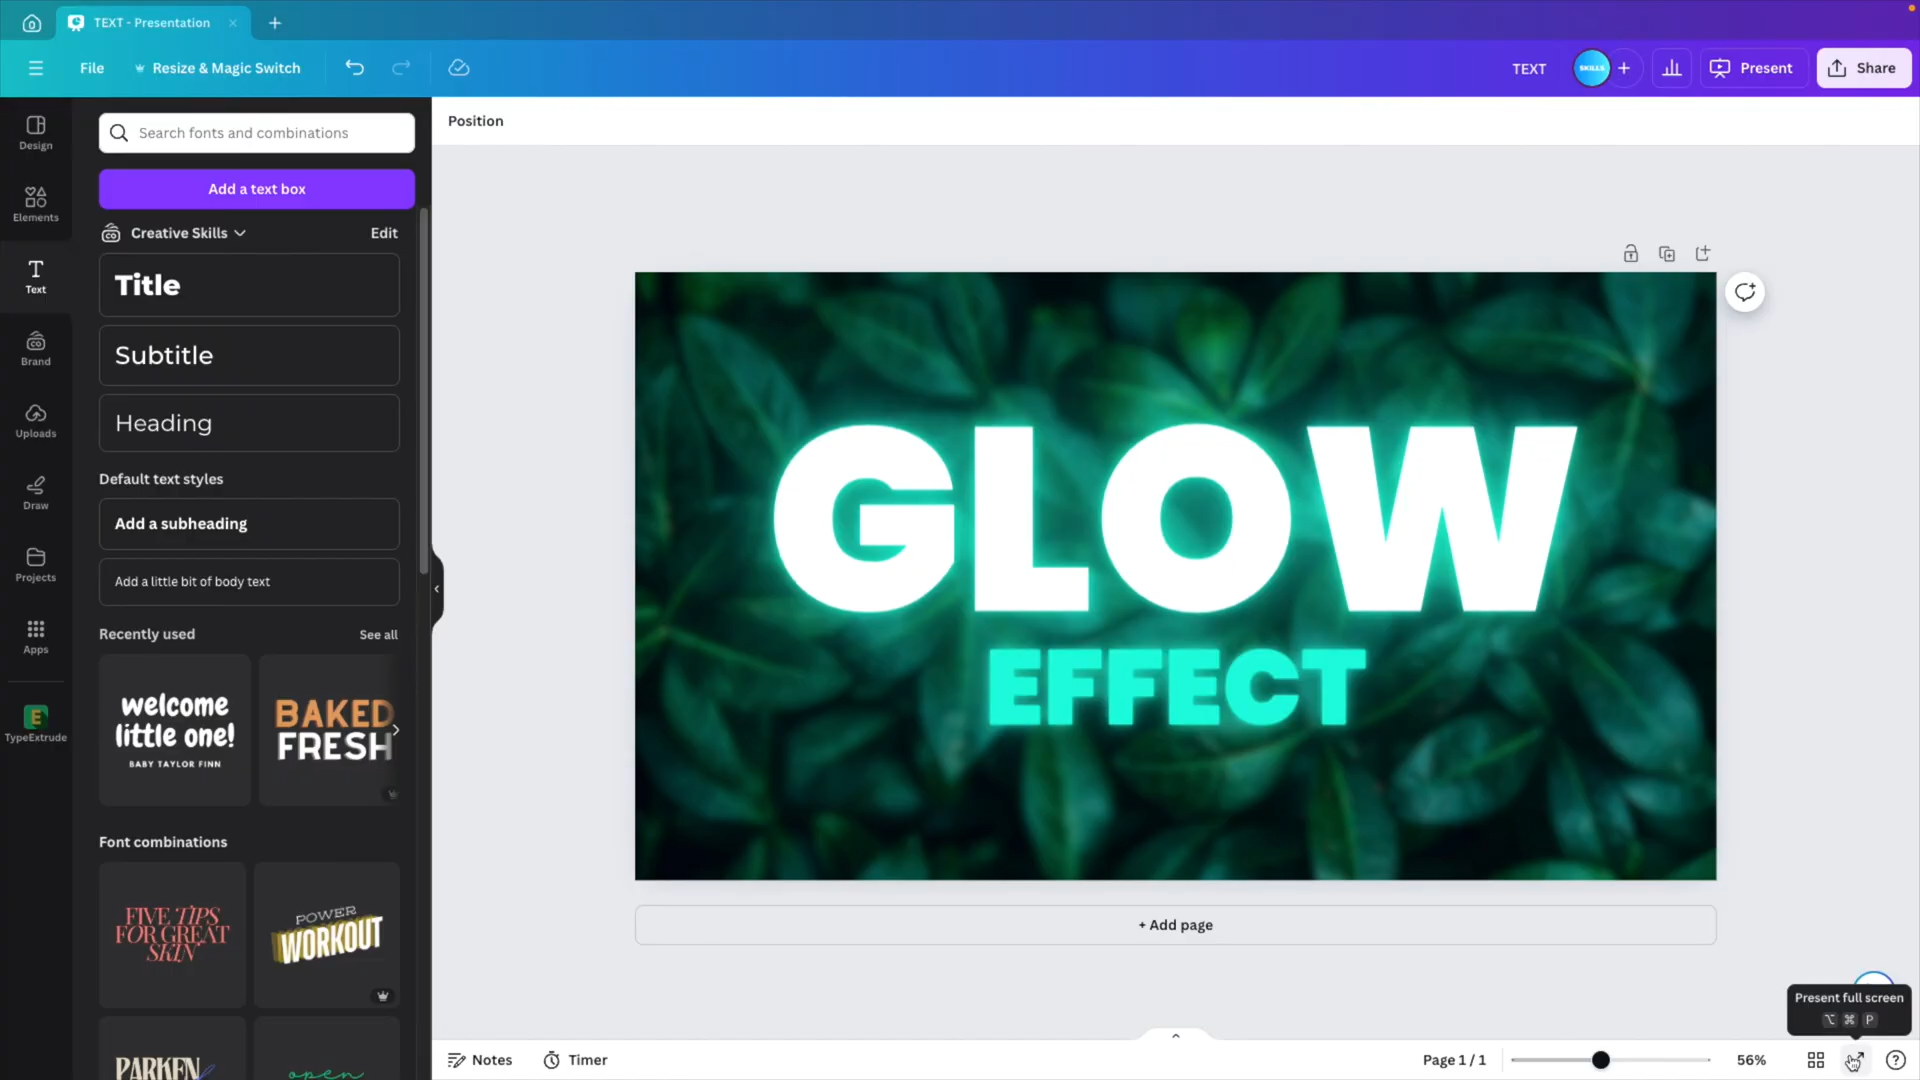 TEXT - Presentation
File
Resize & Magic Switch
TEXT
SKILLS
Present
Share
Design
Elements
Text
Brand
Uploads
Draw
Projects
Apps
E
TypeExtrude
Search fonts and combinations
Add a text box
Creative Skills
Edit
Title
Subtitle
Heading
Default text styles
Add a subheading
Add a little bit of body text
Recently used
See all
welcome
little one!
BABY TAYLOR FINN
BAKED
FRESH
Font combinations
FIVE TIPS
FOR GREAT
SKIN
POWER
WORKOUT
PARKEN
open
Position
GLOW
EFFECT
+ Add page
Present full screen
⌥ ⌘ P
Notes
Timer
Page 1 / 1
56%